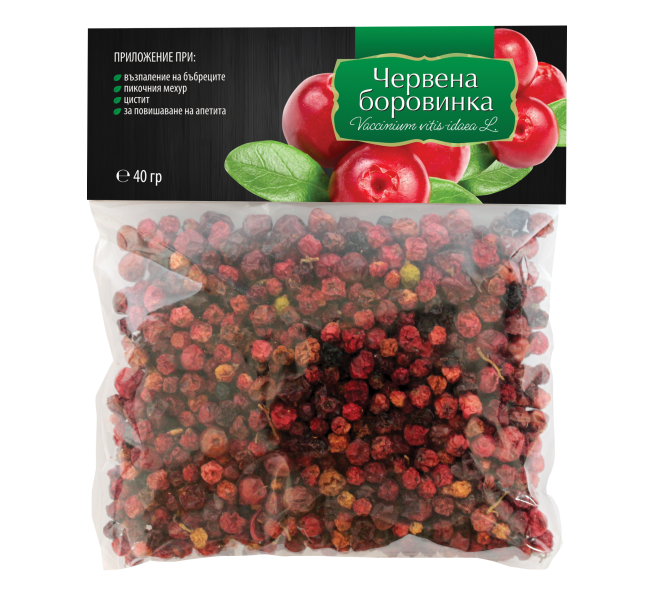 ПРИЛОЖЕНИЕ ПРИ:
възпаление на бъбреците
пикочния мехур
цистит
за повишаване на апетита
℮ 40 гр
Червена
боровинка
Vaccinium vitis-idaea L.